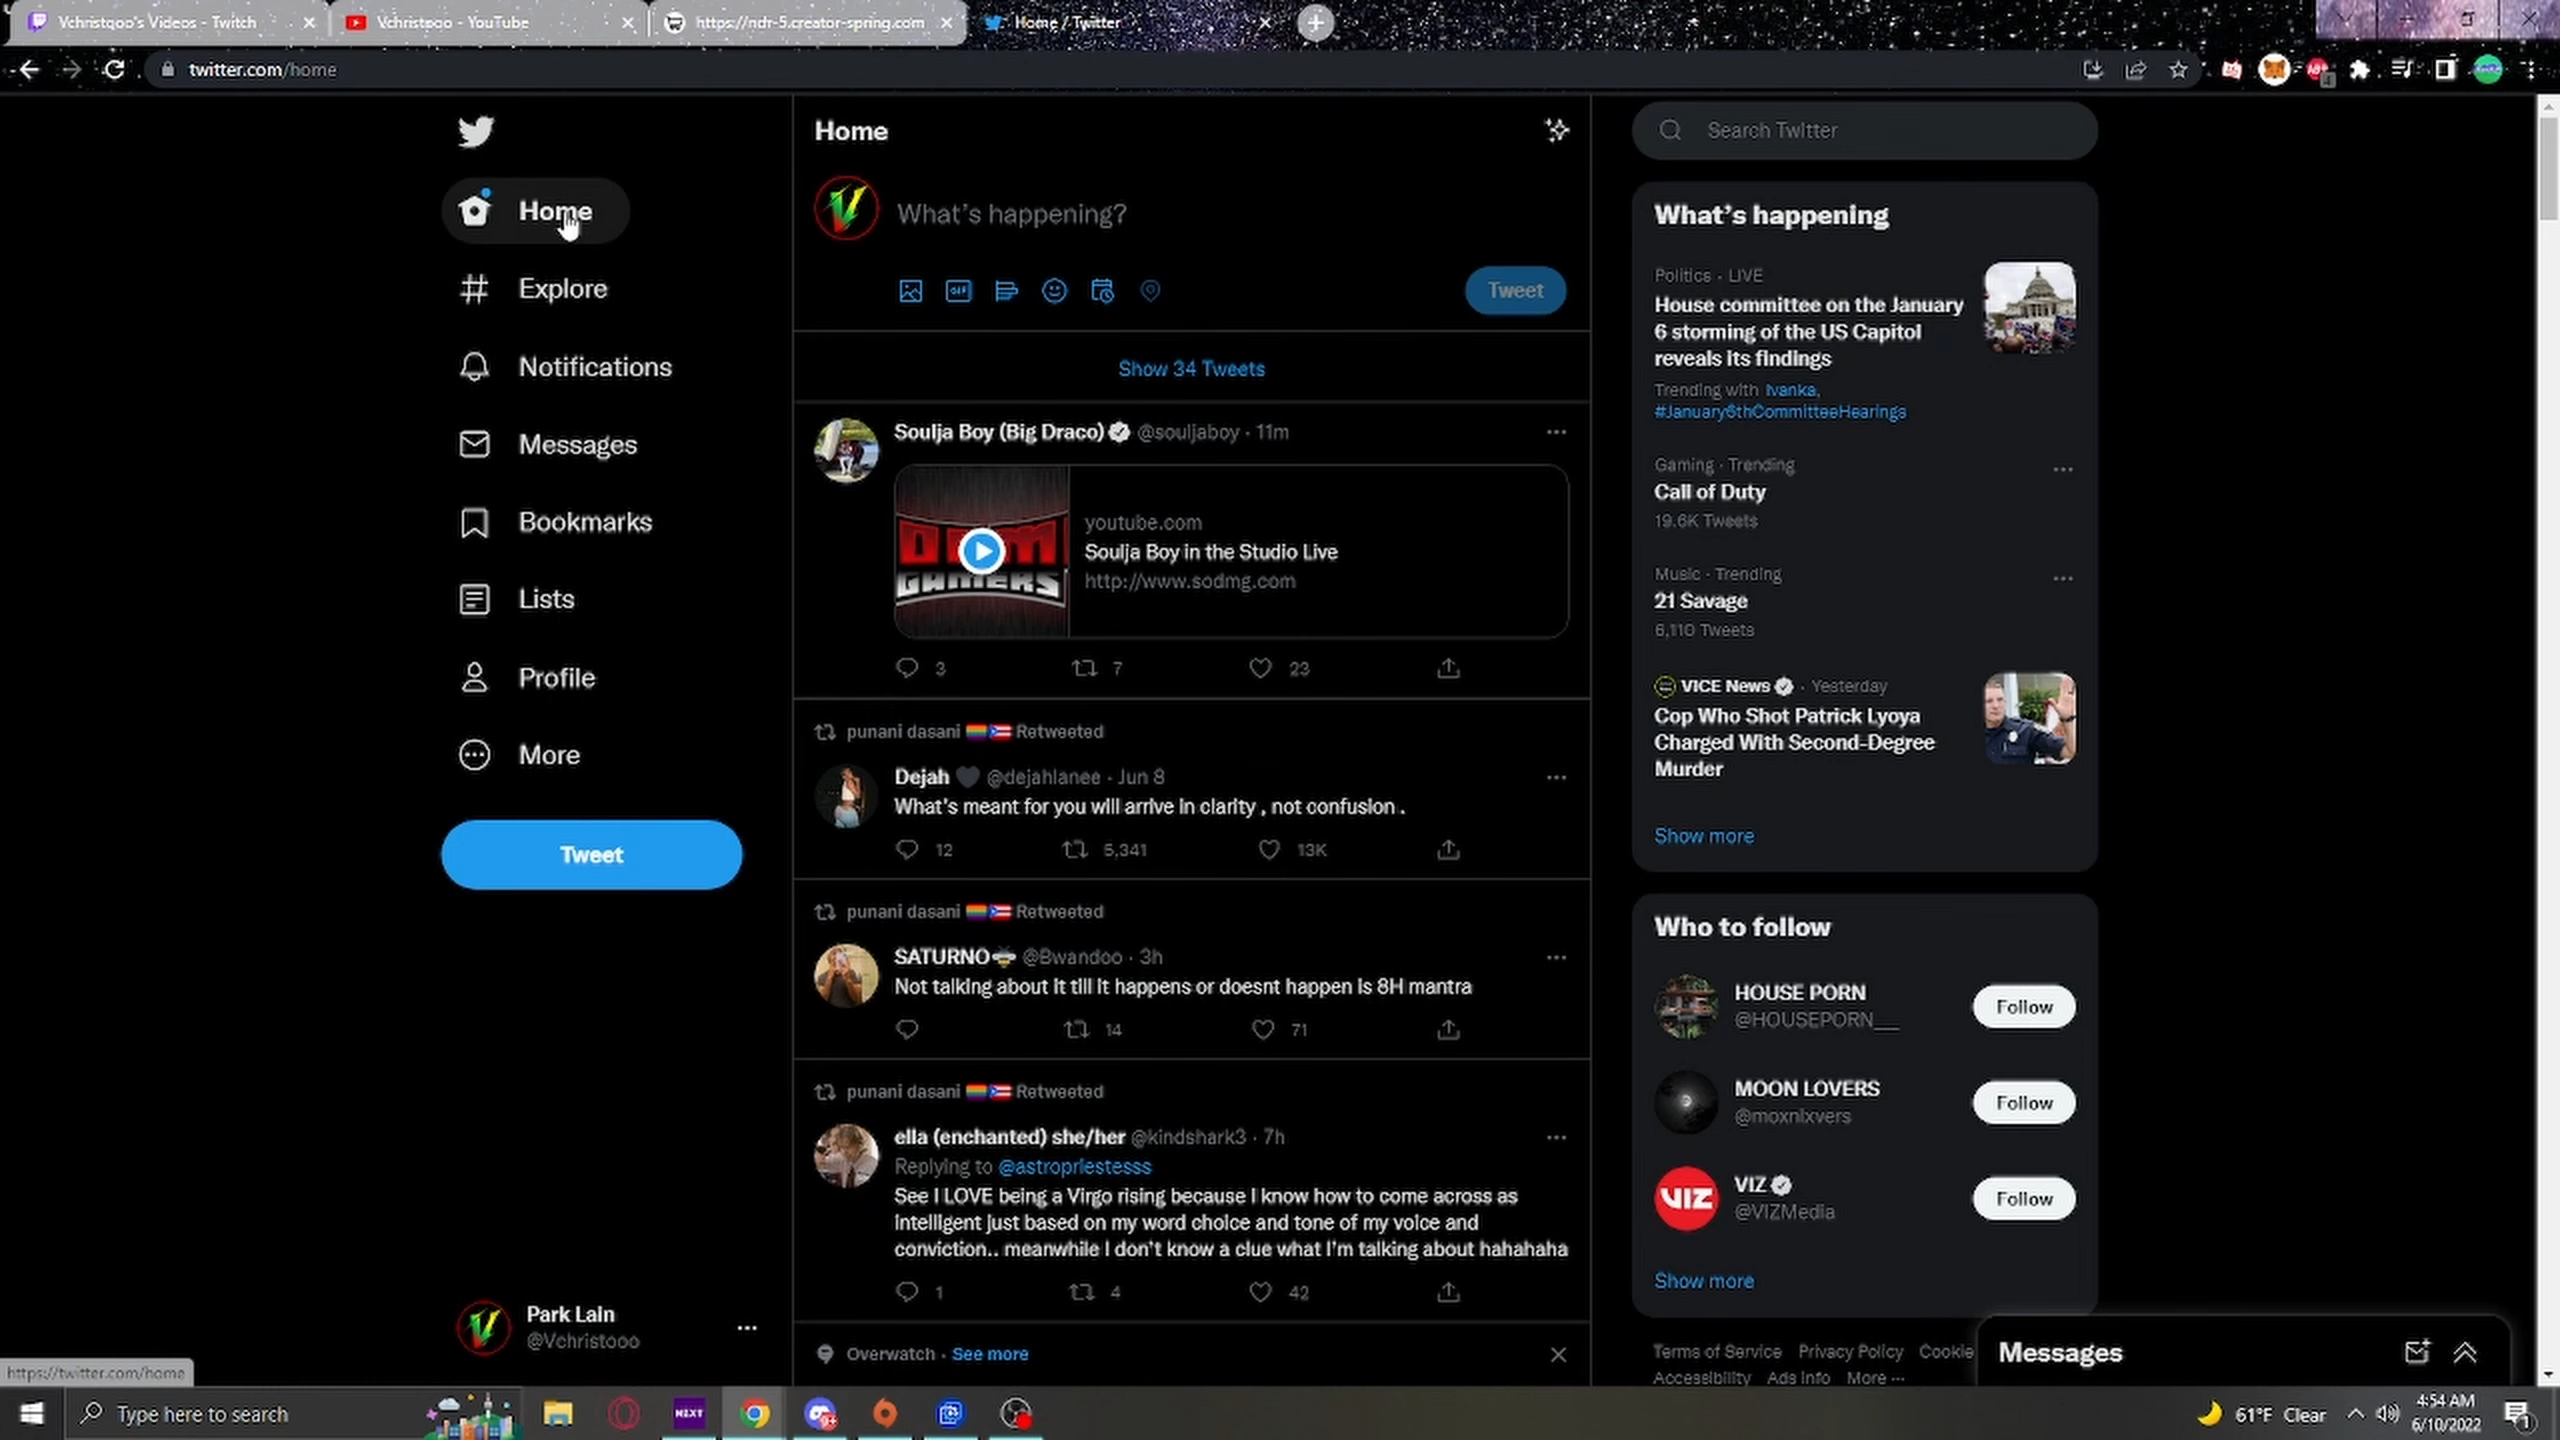 Vchristooo's Videos - Twitch
Vchristooo - YouTube
https://ndr-5.creator-spring.com
Home / Twitter
twitter.com/home
Home
Explore
Notifications
Messages
Bookmarks
Lists
Profile
More
Tweet
Park Lain
@Vchristooo
https://twitter.com/home
Home
What's happening?
GIF
Tweet
Show 34 Tweets
Soulja Boy (Big Draco) @souljaboy · 11m
GAMERS
youtube.com
Soulja Boy in the Studio Live
http://www.sodmg.com
3 7 23
punani dasani 🏳️‍🌈🇵🇷 Retweeted
Dejah 🖤 @dejahlanee · Jun 8
What's meant for you will arrive in clarity , not confusion .
12 5,341 13K
punani dasani 🏳️‍🌈🇵🇷 Retweeted
SATURNO🐝 @Bwandoo · 3h
Not talking about it till it happens or doesnt happen is 8H mantra
14 71
punani dasani 🏳️‍🌈🇵🇷 Retweeted
ella (enchanted) she/her @kindshark3 · 7h
Replying to @astropriestesss
See I LOVE being a Virgo rising because I know how to come across as
intelligent just based on my word choice and tone of my voice and
conviction.. meanwhile I don't know a clue what I'm talking about hahahaha
1 4 42
Overwatch · See more
Search Twitter
What's happening
Politics · LIVE
House committee on the January
6 storming of the US Capitol
reveals its findings
Trending with Ivanka,
#January6thCommitteeHearings
Gaming · Trending
Call of Duty
19.6K Tweets
Music · Trending
21 Savage
6,110 Tweets
VICE News · Yesterday
Cop Who Shot Patrick Lyoya
Charged With Second-Degree
Murder
Show more
Who to follow
HOUSE PORN
@HOUSEPORN___
Follow
MOON LOVERS
@moxnlxvers
Follow
VIZ
VIZ
@VIZMedia
Follow
Show more
Terms of Service Privacy Policy Cookie
Accessibility Ads info More ···
Messages
Type here to search
NEXT
9+
61°F Clear
4:54 AM
6/10/2022
1